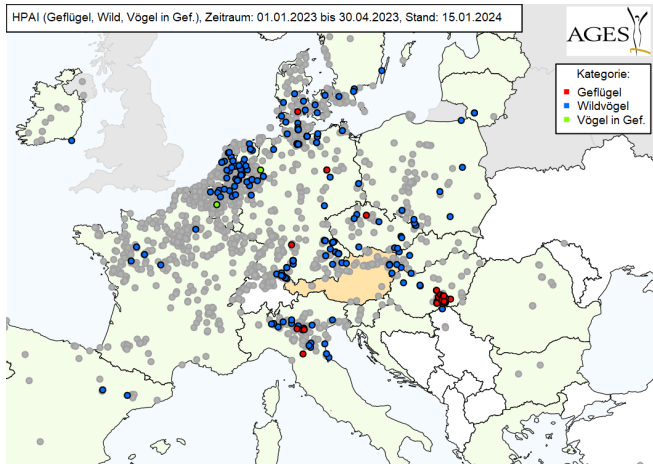 HPAI (Geflügel, Wild, Vögel in Gef.), Zeitraum: 01.01.2023 bis 30.04.2023, Stand: 15.01.2024
AGES
Kategorie:
Geflügel
Wildvögel
Vögel in Gef.